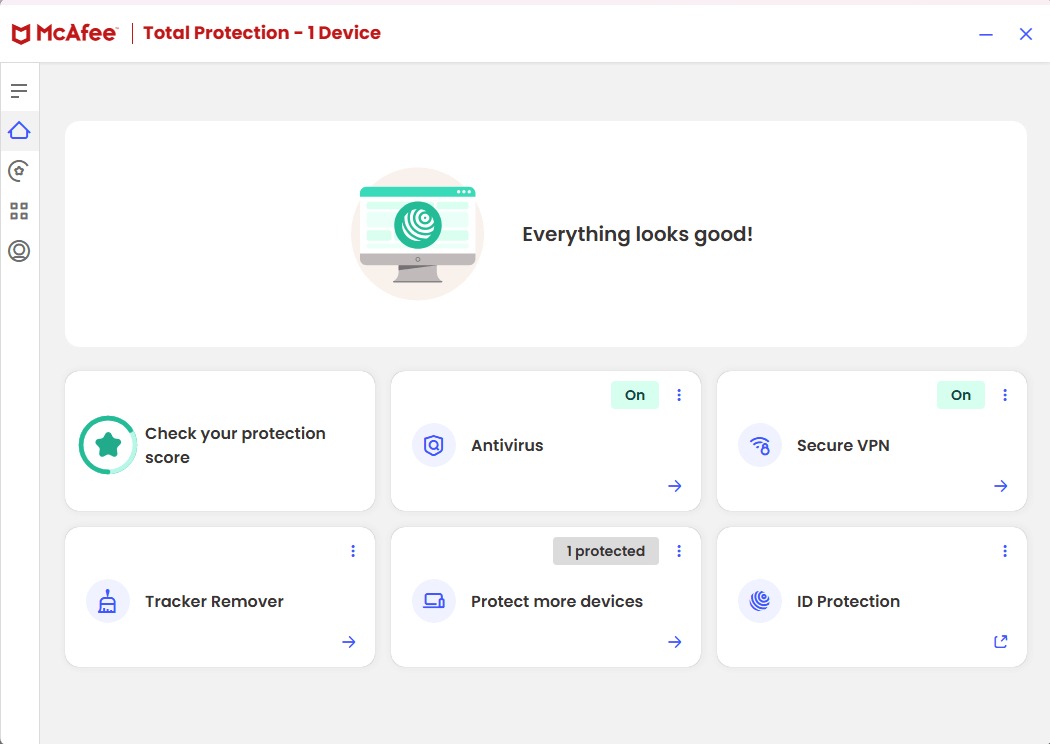 McAfee™ Total Protection - 1 Device
Everything looks good!
Check your protection
score
On
Antivirus
On
Secure VPN
Tracker Remover
1 protected
Protect more devices
ID Protection